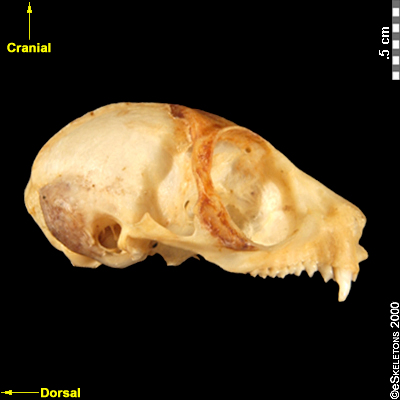 Cranial
.5 cm
Dorsal
©eSKELETONS 2000